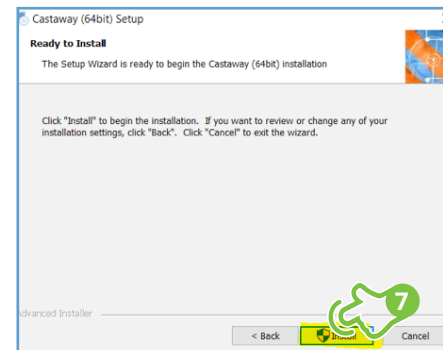 Castaway (64bit) Setup
Ready to Install
The Setup Wizard is ready to begin the Castaway (64bit) installation
Click "Install" to begin the installation. If you want to review or change any of your
installation settings, click "Back". Click "Cancel" to exit the wizard.
dvanced Installer
< Back
Install
Cancel
7